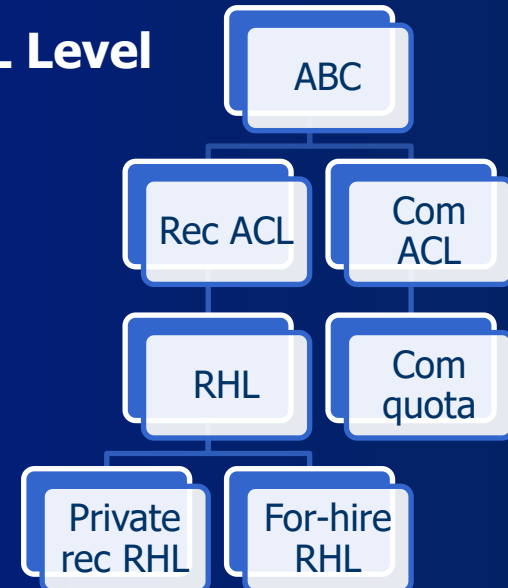 L Level
ABC
Rec ACL
Com
ACL
RHL
Com
quota
Private
rec RHL
For-hire
RHL